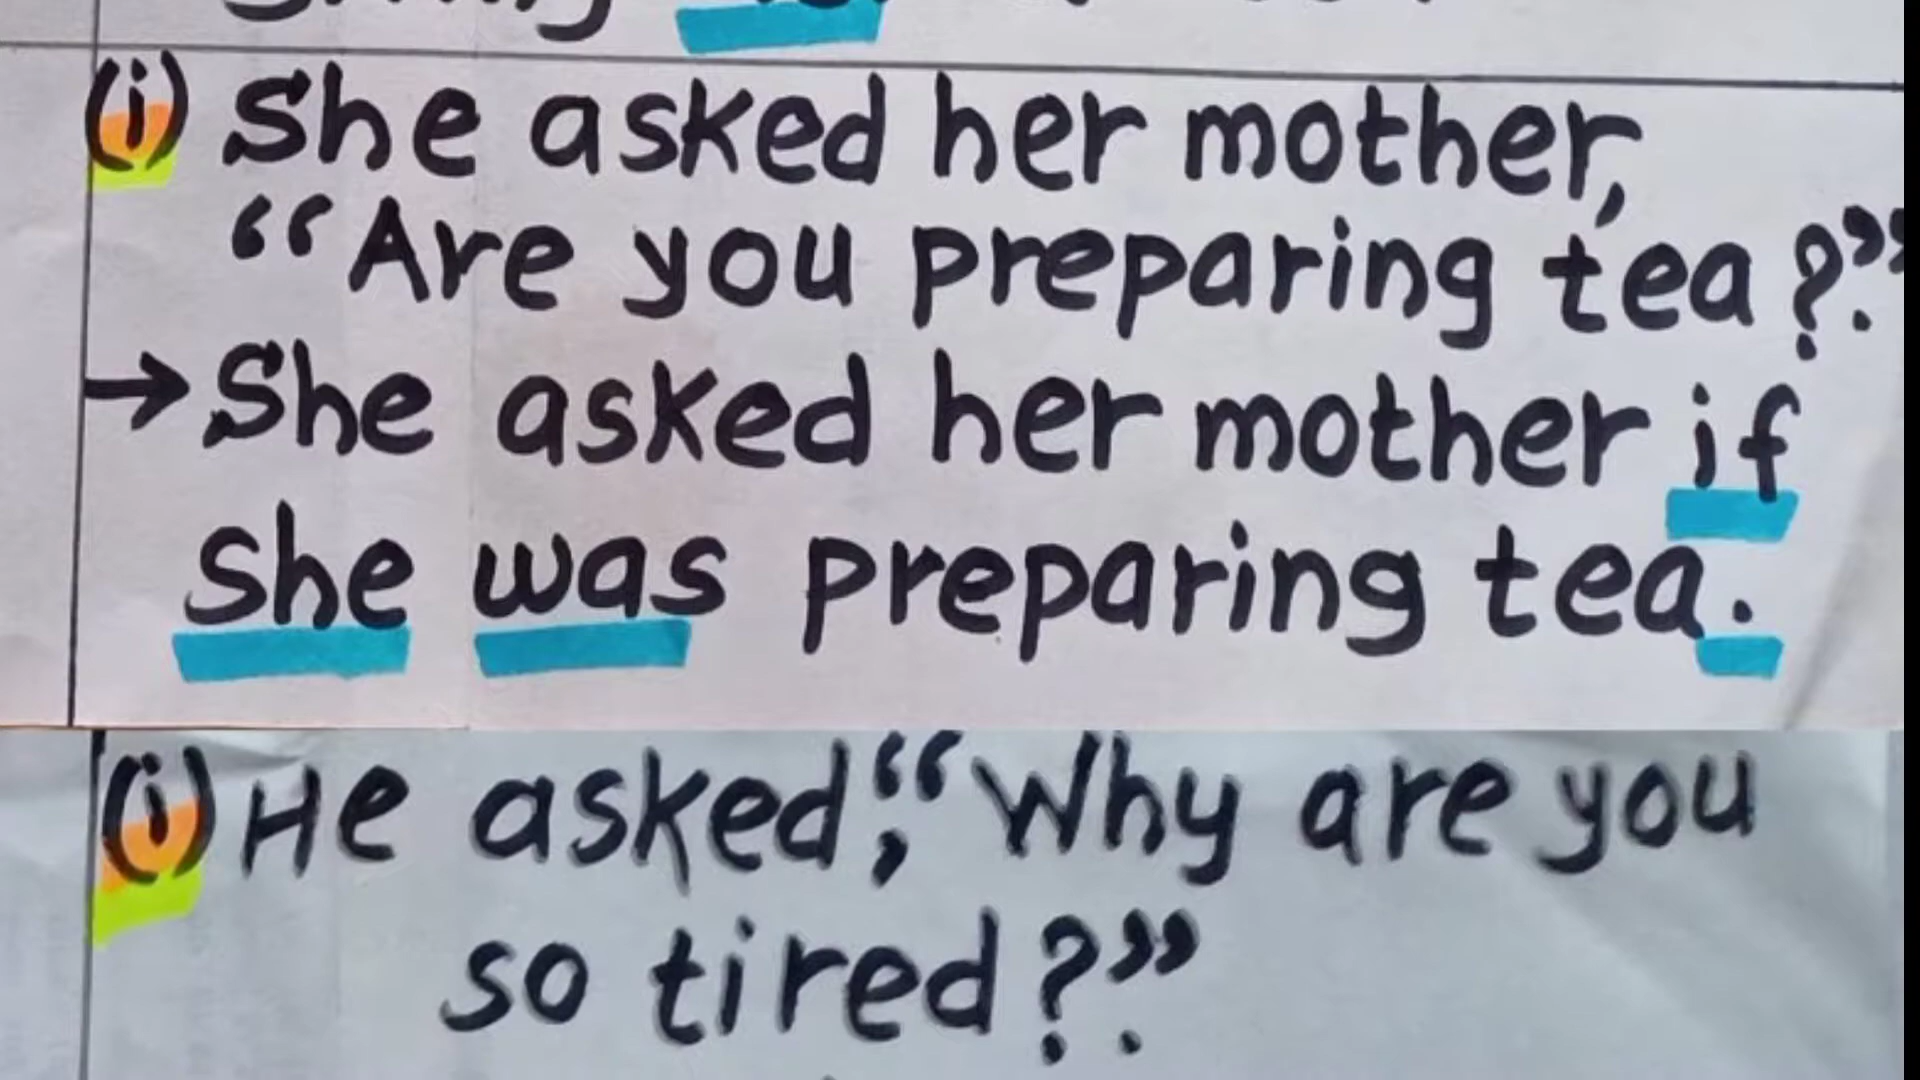 (i) She asked her mother,
“Are you preparing tea?.”
→ She asked her mother if
she was preparing tea.
(i) He asked, “Why are you
so tired?.”